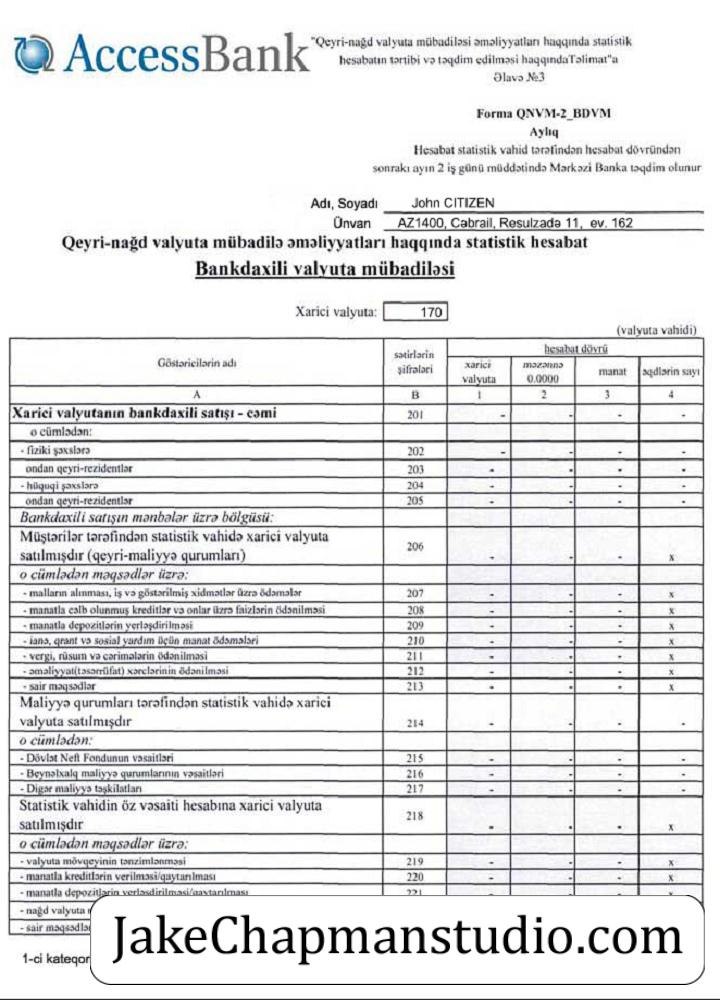 AccessBank
"Qeyri-nağd valyuta mübadiləsi əməliyyatları haqqında statistik
hesabatın tərtibi və təqdim edilməsi haqqındaTəlimat"a
Əlavə №3
Forma QNVM-2_BDVM
Aylıq
Hesabat statistik vahid tərəfindən hesabat dövründən
sonrakı ayın 2 iş günü müddətində Mərkəzi Banka təqdim olunur
Adı, Soyadı John CITIZEN
Ünvan AZ1400, Cəbrail, Resulzadə 11, ev. 162
Qeyri-nağd valyuta mübadilə əməliyyatları haqqında statistik hesabat
Bankdaxili valyuta mübadiləsi
Xarici valyuta: 170
(valyuta vahidi)
Göstəricilərin adı sətirlərin şifrələri hesabat dövrü
xarici valyuta məzənnə 0.0000 manat əqdlərin sayı
A B 1 2 3 4
Xarici valyutanın bankdaxili satışı - cəmi 201 - - - -
o cümlədən:
- fiziki şəxslərə 202 - - - -
ondan qeyri-rezidentlər 203 - - - -
- hüquqi şəxslərə 204 - - - -
ondan qeyri-rezidentlər 205 - - - -
Bankdaxili satışın mənbələr üzrə bölgüsü:
Müştərilər tərəfindən statistik vahidə xarici valyuta
satılmışdır (qeyri-maliyyə qurumları) 206 - - - x
o cümlədən məqsədlər üzrə:
- malların alınması, iş və göstərilmiş xidmətlər üzrə ödəmələr 207 - - - x
- manatla cəlb olunmuş kreditlər və onlar üzrə faizlərin ödənilməsi 208 - - - x
- manatla depozitlərin yerləşdirilməsi 209 - - - x
- ianə, qrant və sosial yardım üçün manat ödəmələri 210 - - - x
- vergi, rüsum və cərimələrin ödənilməsi 211 - - - x
- əməliyyat(təsərrüfat) xərclərinin ödənilməsi 212 - - - x
- sair məqsədlər 213 - - - x
Maliyyə qurumları tərəfindən statistik vahidə xarici
valyuta satılmışdır 214 - - - -
o cümlədən:
- Dövlət Neft Fondunun vəsaitləri 215 - - - -
- Beynəlxalq maliyyə qurumlarının vəsaitləri 216 - - - -
- Digər maliyyə təşkilatları 217 - - - -
Statistik vahidin öz vəsaiti hesabına xarici valyuta
satılmışdır 218 - - - x
o cümlədən məqsədlər üzrə:
- valyuta mövqeyinin tənzimlənməsi 219 - - - x
- manatla kreditlərin verilməsi/qaytarılması 220 - - - x
- manatla depozitlərin yerləşdirilməsi/qaytarılması 221 - - - x
- nağd valyuta
- sair məqsədlər
1-ci kateqor
JakeChapmanstudio.com